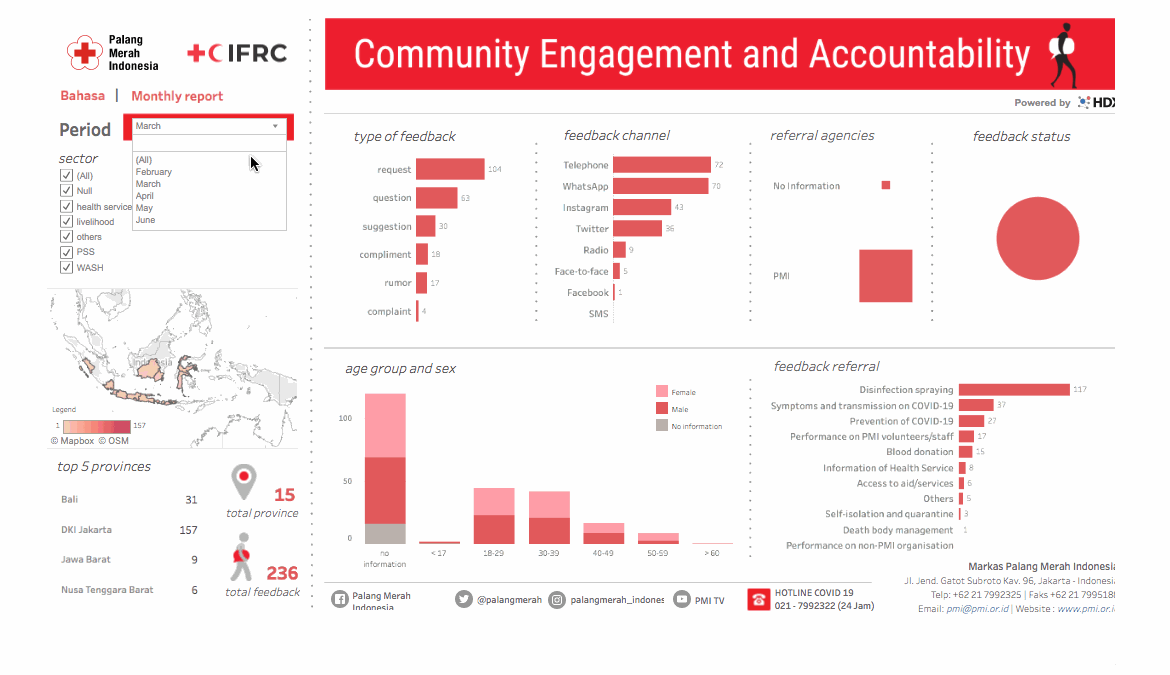 Palang
Merah
Indonesia
IFRC
Bahasa | Monthly report
Period
March
(All)
February
March
April
May
June
sector
(All)
Null
health service
livelihood
others
PSS
WASH
Legend
1
157
© Mapbox © OSM
top 5 provinces
Bali 31
DKI Jakarta 157
Jawa Barat 9
Nusa Tenggara Barat 6
15
total province
236
total feedback
Community Engagement and Accountability
Powered by HDX
type of feedback
request 104
question 63
suggestion 30
compliment 18
rumor 17
complaint 4
feedback channel
Telephone 72
WhatsApp 70
Instagram 43
Twitter 36
Radio 9
Face-to-face 5
Facebook 1
SMS
referral agencies
No Information
PMI
feedback status
age group and sex
Female
Male
No information
100
50
0
no
information
< 17
18-29
30-39
40-49
50-59
> 60
feedback referral
Disinfection spraying 117
Symptoms and transmission on COVID-19 37
Prevention of COVID-19 27
Performance on PMI volunteers/staff 17
Blood donation 15
Information of Health Service 8
Access to aid/services 6
Others 5
Self-isolation and quarantine 3
Death body management 1
Performance on non-PMI organisation
Palang Merah
Indonesia
@palangmerah
palangmerah_indones
PMI TV
HOTLINE COVID 19
021 - 7992322 (24 Jam)
Markas Palang Merah Indonesia
Jl. Jend. Gatot Subroto Kav. 96, Jakarta - Indonesia
Telp: +62 21 7992325 | Faks +62 21 799518
Email: pmi@pmi.or.id | Website : www.pmi.or.i